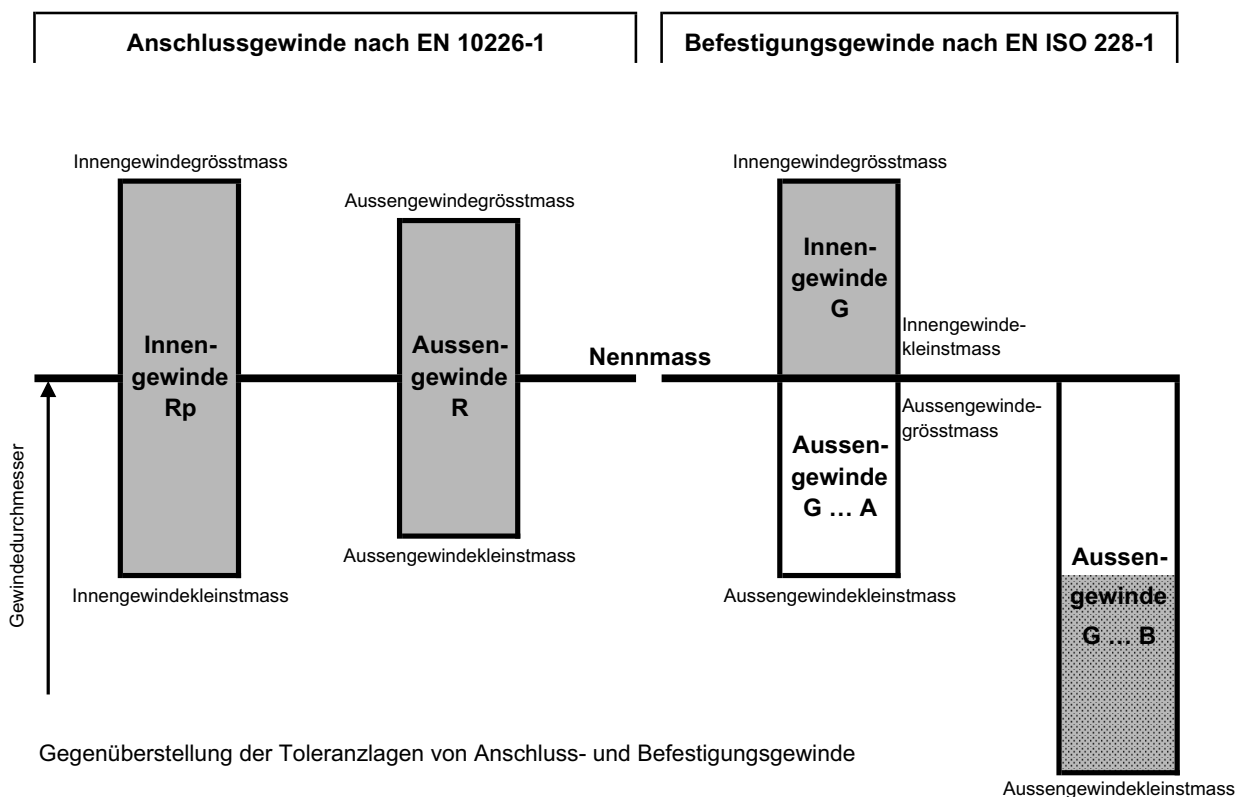 Anschlussgewinde nach EN 10226-1
Befestigungsgewinde nach EN ISO 228-1
Innengewindegrösstmass
Aussengewindegrösstmass
Innen-
gewinde
Rp
Aussen-
gewinde
R
Nennmass
Aussengewindekleinstmass
Innengewindekleinstmass
Gewindedurchmesser
Innengewindegrösstmass
Innen-
gewinde
G
Innengewinde-
kleinstmass
Aussengewinde-
grösstmass
Aussen-
gewinde
G … A
Aussengewindekleinstmass
Aussen-
gewinde
G … B
Aussengewindekleinstmass
Gegenüberstellung der Toleranzlagen von Anschluss- und Befestigungsgewinde